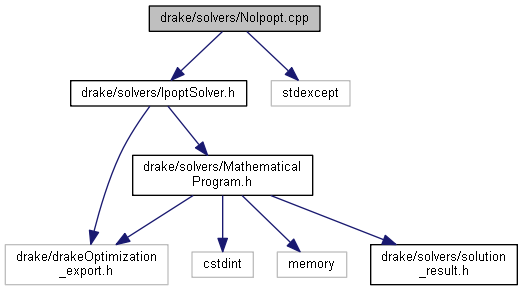 drake/solvers/NoIpopt.cpp
drake/solvers/IpoptSolver.h
stdexcept
drake/solvers/Mathematical
Program.h
drake/drakeOptimization
_export.h
cstdint
memory
drake/solvers/solution
_result.h